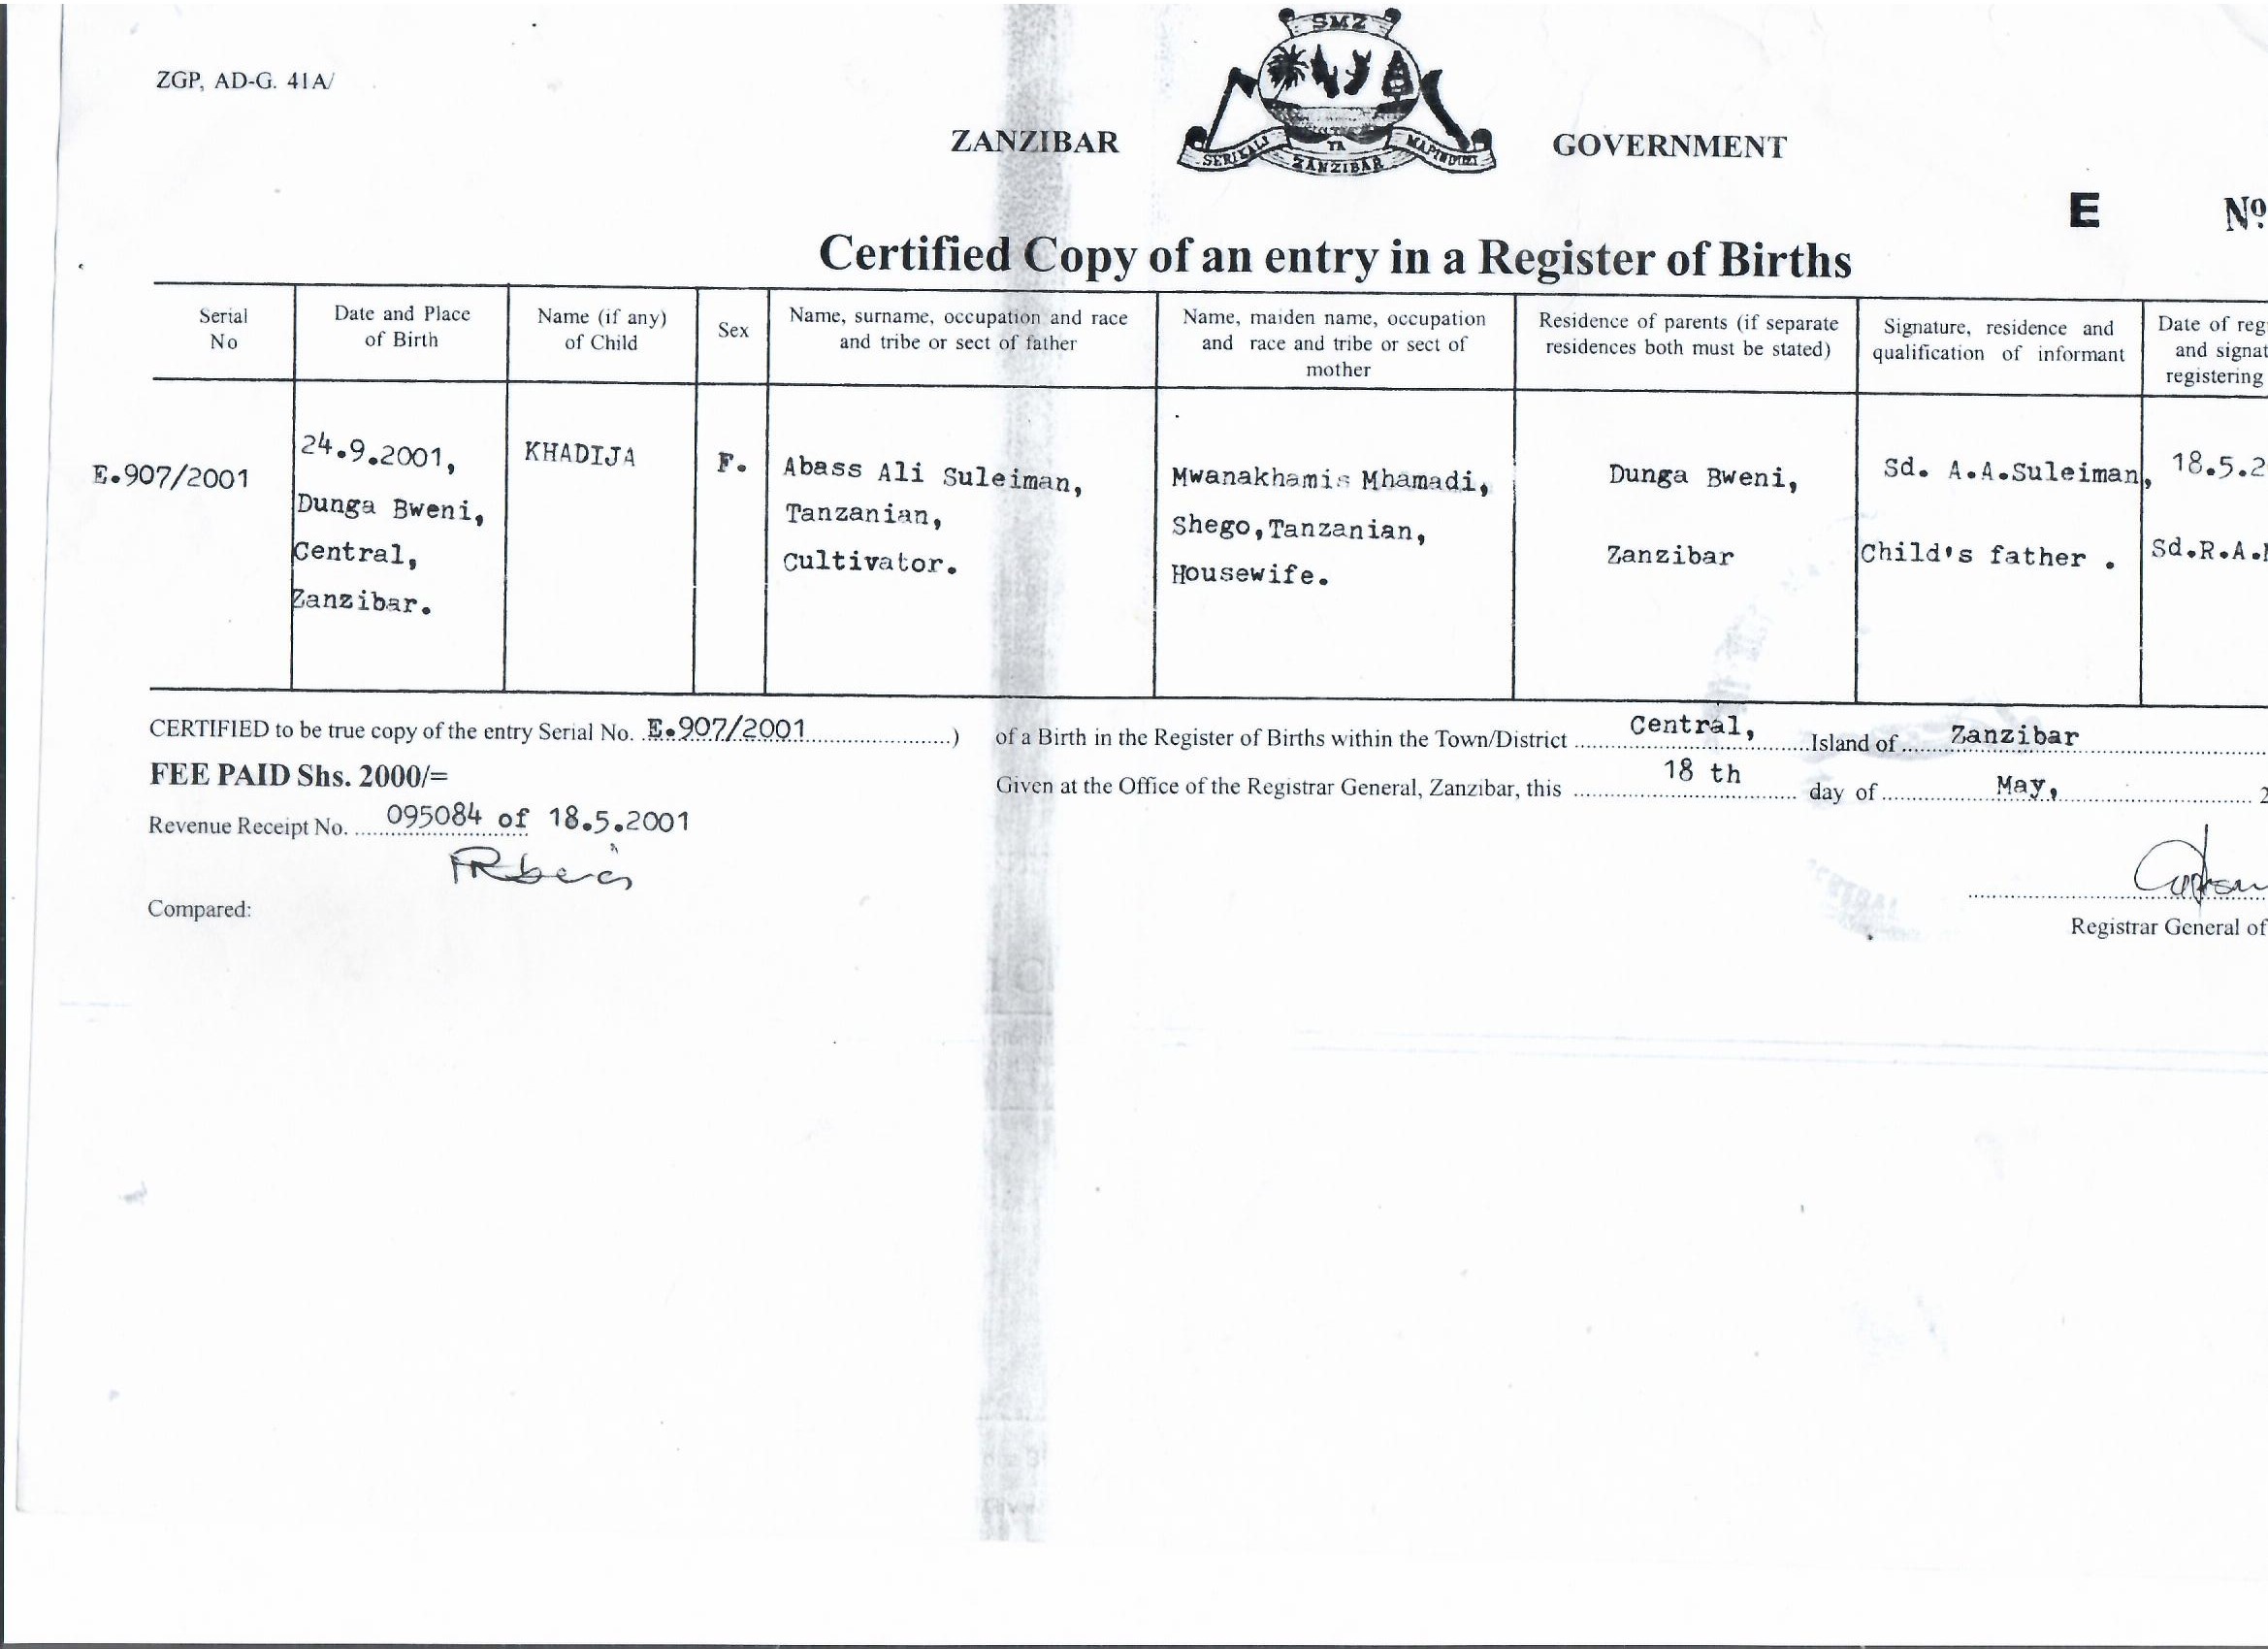 ZGP, AD-G. 41A/
SMZ
ZANZIBAR GOVERNMENT
SERIKALI YA MAPINDUZI
ZANZIBAR
E Nº.
Certified Copy of an entry in a Register of Births
Serial
No
Date and Place
of Birth
Name (if any)
of Child
Sex
Name, surname, occupation and race
and tribe or sect of father
Name, maiden name, occupation
and race and tribe or sect of
mother
Residence of parents (if separate
residences both must be stated)
Signature, residence and
qualification of informant
Date of reg
and signat
registering
E.907/2001
24.9.2001,
Dunga Bweni,
Central,
Zanzibar.
KHADIJA
F.
Abass Ali Suleiman,
Tanzanian,
Cultivator.
Mwanakhamis Mhamadi,
Shego,Tanzanian,
Housewife.
Dunga Bweni,
Zanzibar
Sd. A.A.Suleiman,
Child's father .
18.5.2
Sd.R.A.
CERTIFIED to be true copy of the entry Serial No. E.907/2001 ) of a Birth in the Register of Births within the Town/District Central, Island of Zanzibar
FEE PAID Shs. 2000/=
Given at the Office of the Registrar General, Zanzibar, this 18 th day of May, 2
Revenue Receipt No. 095084 of 18.5.2001
Compared:
Registrar General of